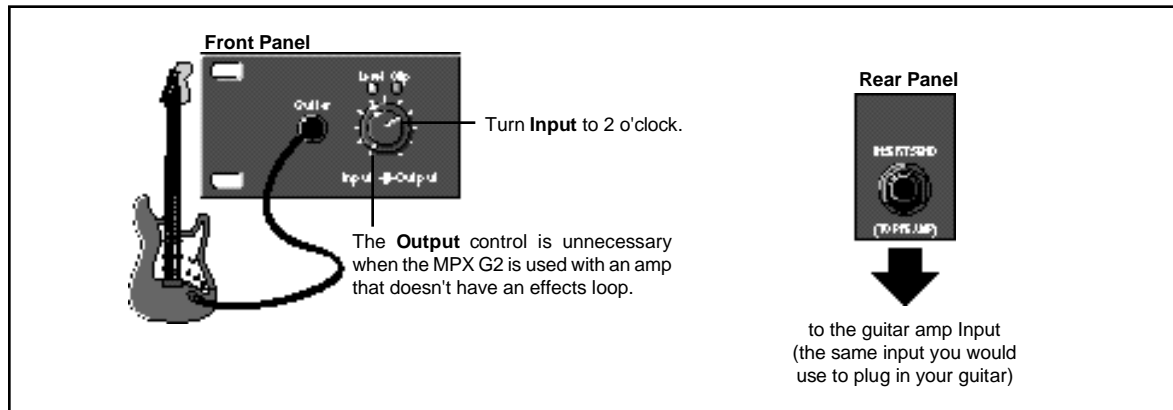 Front Panel
Level Clip
Guitar
Input Output
Turn Input to 2 o'clock.
The Output control is unnecessary
when the MPX G2 is used with an amp
that doesn't have an effects loop.
Rear Panel
INSERT SEND
(TO PRE AMP)
to the guitar amp Input
(the same input you would
use to plug in your guitar)